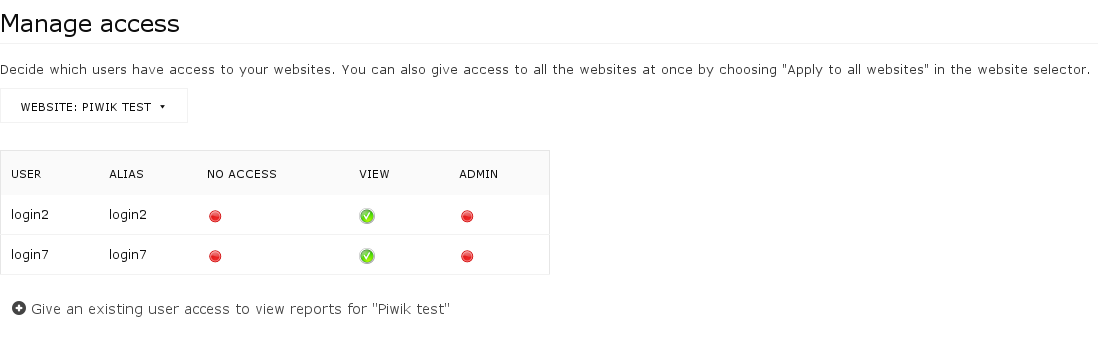 Manage access
Decide which users have access to your websites. You can also give access to all the websites at once by choosing "Apply to all websites" in the website selector.
WEBSITE: PIWIK TEST
USER ALIAS NO ACCESS VIEW ADMIN
login2 login2
login7 login7
Give an existing user access to view reports for "Piwik test"